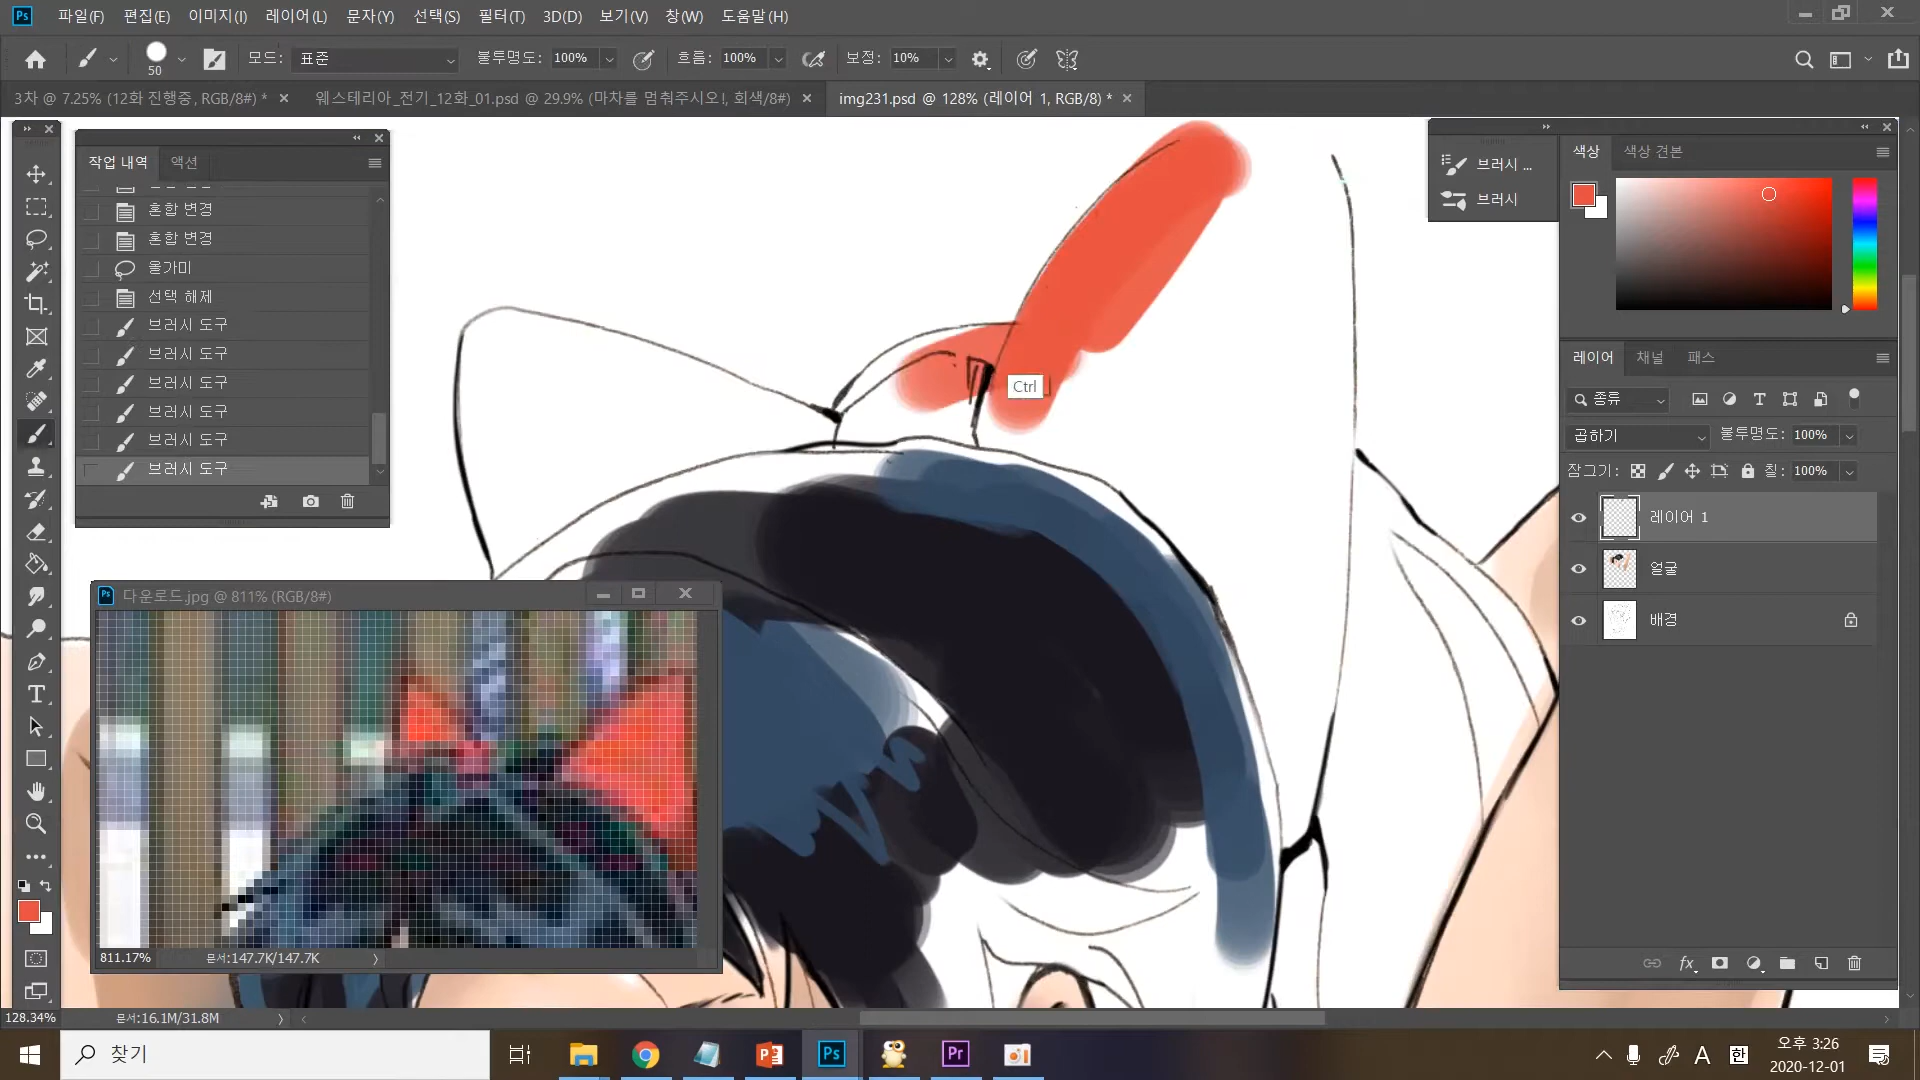 파일(F) 편집(E) 이미지(I) 레이어(L) 문자(Y) 선택(S) 필터(T) 3D(D) 보기(V) 창(W) 도움말(H)
50 모드: 표준 불투명도: 100% 흐름: 100% 보정: 10%
3차 @ 7.25% (12화 진행중, RGB/8#) * 웨스테리아_전기_12화_01.psd @ 29.9% (마차를 멈춰주시오!, 회색/8#) img231.psd @ 128% (레이어 1, RGB/8) *
작업 내역 액션
혼합 변경
혼합 변경
올가미
선택 해제
브러시 도구
브러시 도구
브러시 도구
브러시 도구
브러시 도구
브러시 도구
Ctrl
브러시 ...
브러시
색상 색상 견본
레이어 채널 패스
종류
곱하기 불투명도: 100%
잠그기: 칠: 100%
레이어 1
얼굴
배경
다운로드.jpg @ 811% (RGB/8#)
811.17% 문서:147.7K/147.7K
128.34% 문서:16.1M/31.8M
찾기
A 한 오후 3:26
2020-12-01